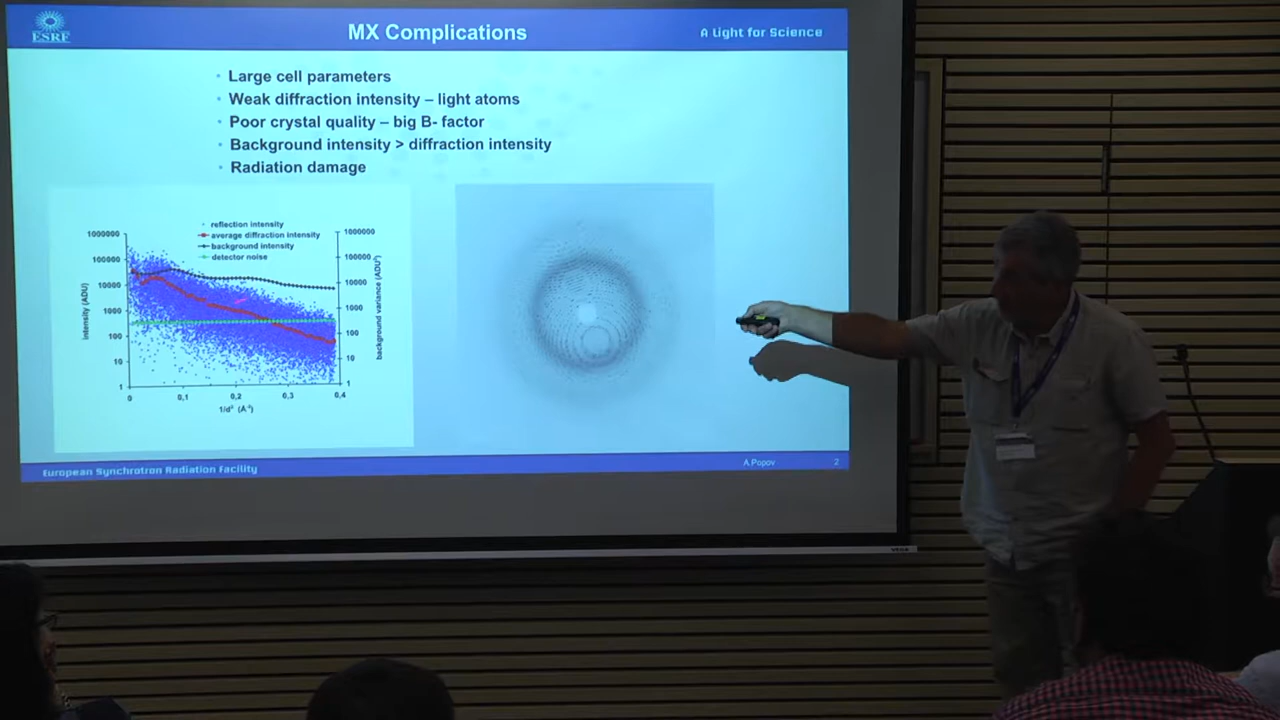 ESRF
MX Complications
A Light for Science
• Large cell parameters
• Weak diffraction intensity – light atoms
• Poor crystal quality – big B- factor
• Background intensity > diffraction intensity
• Radiation damage
reflection intensity
average diffraction intensity
background intensity
detector noise
1000000
100000
10000
1000
100
10
1
intensity (ADU)
1000000
100000
10000
1000
100
10
1
background variance (ADU²)
0
0,1
0,2
0,3
0,4
1/d² (Å⁻²)
European Synchrotron Radiation Facility
A.Popov
2